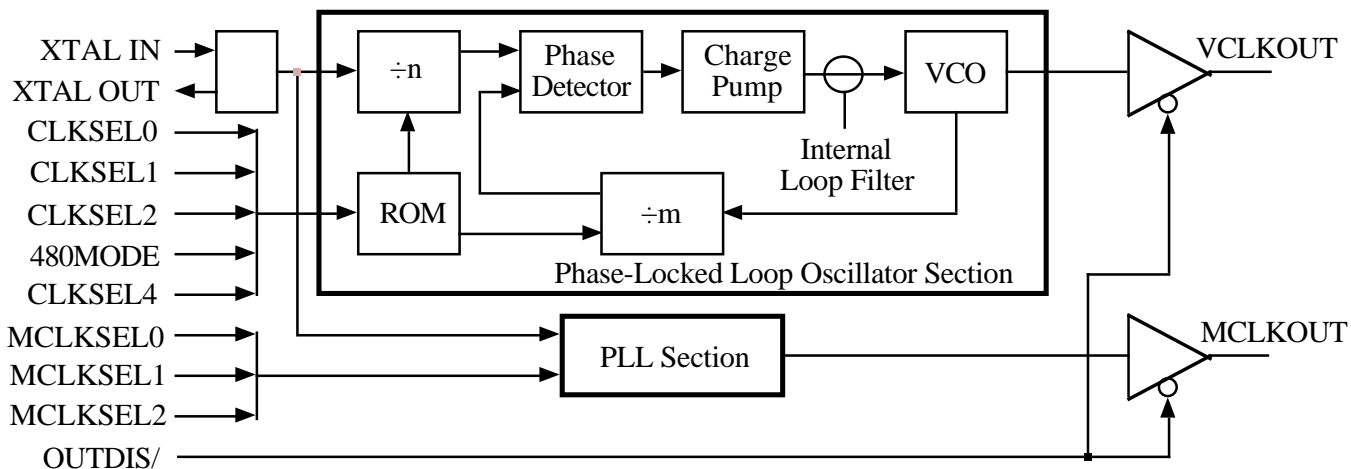 XTAL IN
XTAL OUT
CLKSEL0
CLKSEL1
CLKSEL2
480MODE
CLKSEL4
MCLKSEL0
MCLKSEL1
MCLKSEL2
OUTDIS/
÷n
Phase
Detector
Charge
Pump
VCO
Internal
Loop Filter
ROM
÷m
Phase-Locked Loop Oscillator Section
PLL Section
VCLKOUT
MCLKOUT